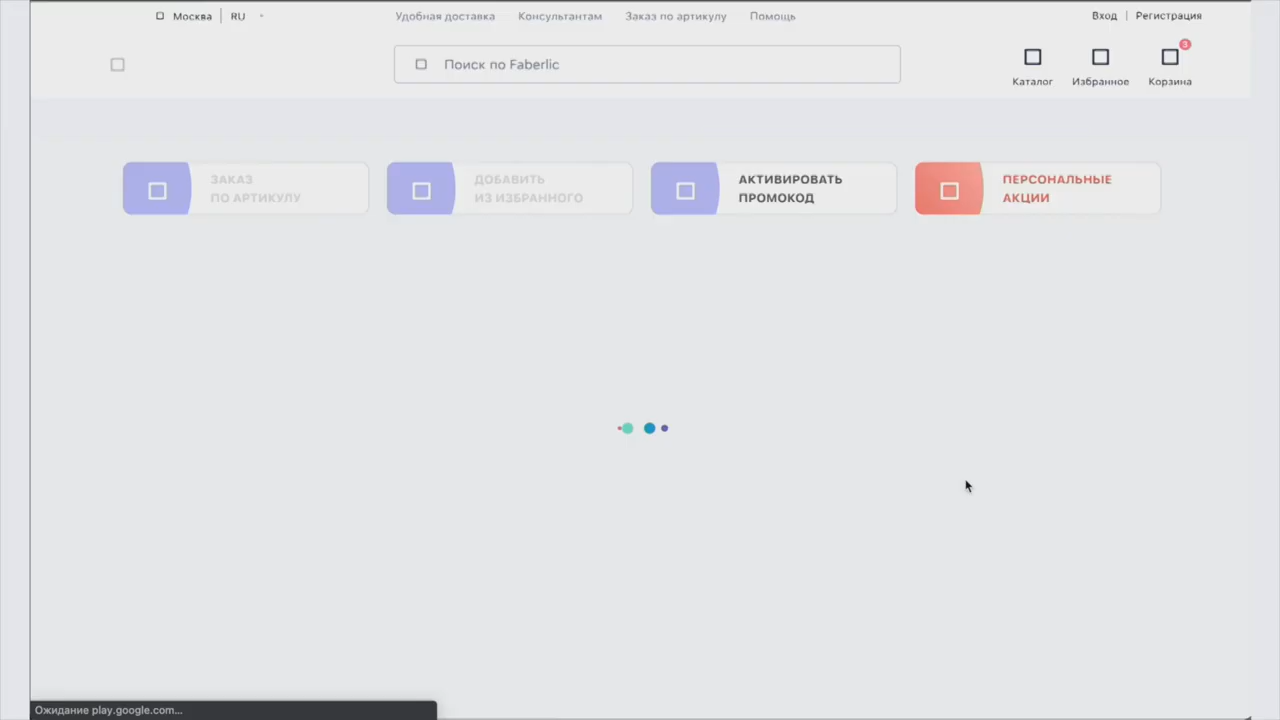 Москва RU Удобная доставка Консультантам Заказ по артикулу Помощь Вход Регистрация
Поиск по Faberlic
3
Каталог Избранное Корзина
ЗАКАЗ
ПО АРТИКУЛУ
ДОБАВИТЬ
ИЗ ИЗБРАННОГО
АКТИВИРОВАТЬ
ПРОМОКОД
ПЕРСОНАЛЬНЫЕ
АКЦИИ
Ожидание play.google.com...